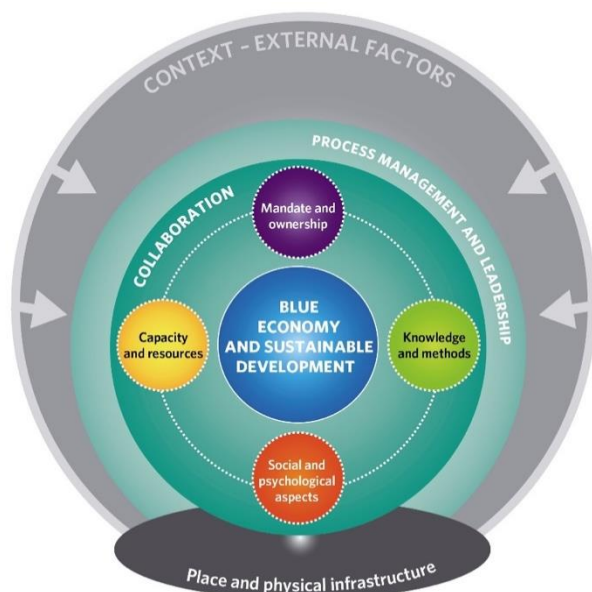 CONTEXT – EXTERNAL FACTORS
PROCESS MANAGEMENT AND LEADERSHIP
COLLABORATION
Mandate and
ownership
BLUE
ECONOMY
AND SUSTAINABLE
DEVELOPMENT
Capacity
and resources
Knowledge
and methods
Social and
psychological
aspects
Place and physical infrastructure